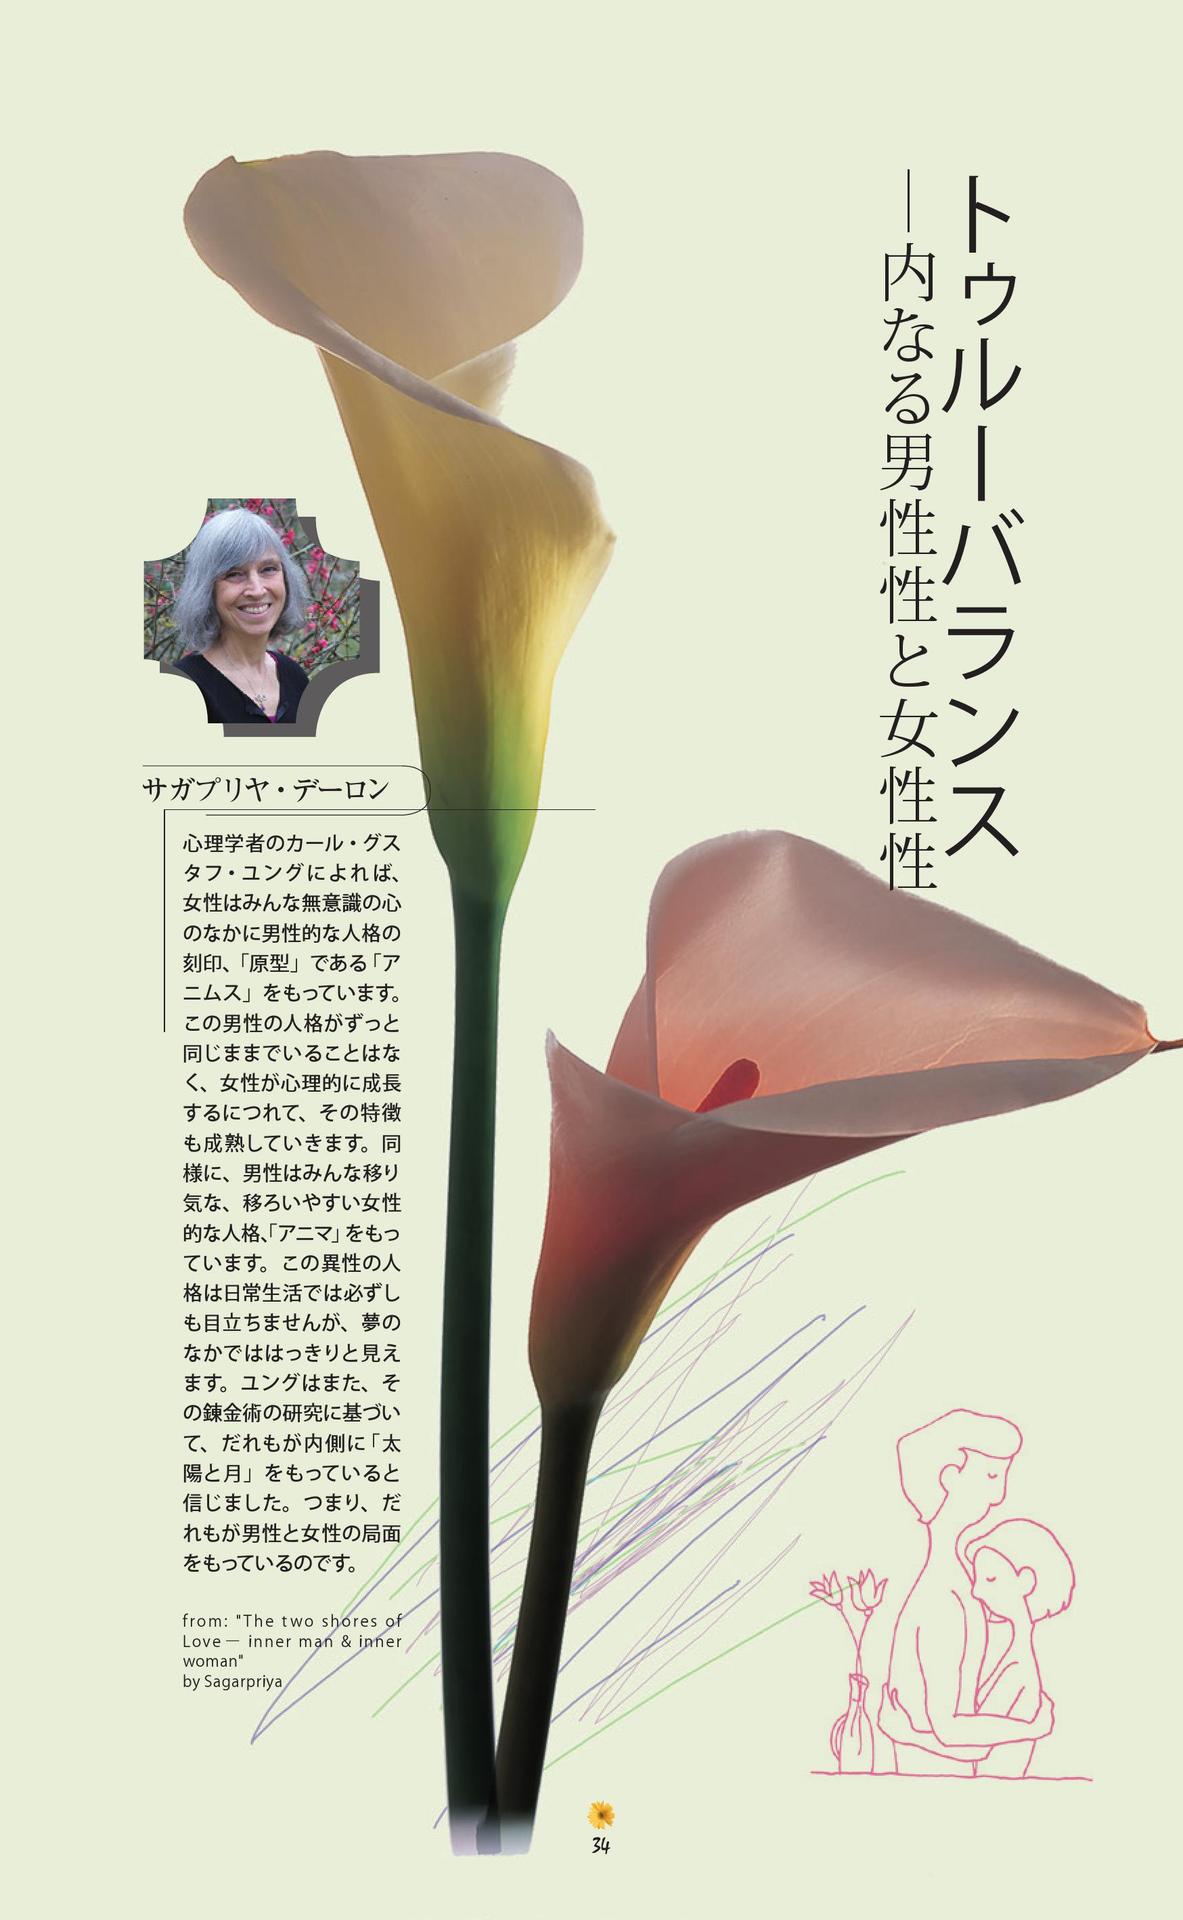 トゥルーバランス
―内なる男性性と女性性
サガプリヤ・デーロン
心理学者のカール・グス
タフ・ユングによれば、
女性はみんな無意識の心
のなかに男性的な人格の
刻印、「原型」である「ア
ニムス」をもっています。
この男性の人格がずっと
同じままでいることはな
く、女性が心理的に成長
するにつれて、その特徴
も成熟していきます。同
様に、男性はみんな移り
気な、移ろいやすい女性
的な人格、「アニマ」をもっ
ています。この異性の人
格は日常生活では必ずし
も目立ちませんが、夢の
なかでははっきりと見え
ます。ユングはまた、そ
の錬金術の研究に基づい
て、だれもが内側に「太
陽と月」をもっていると
信じました。つまり、だ
れもが男性と女性の局面
をもっているのです。
from: "The two shores of
Love ― inner man & inner
woman"
by Sagarpriya
34